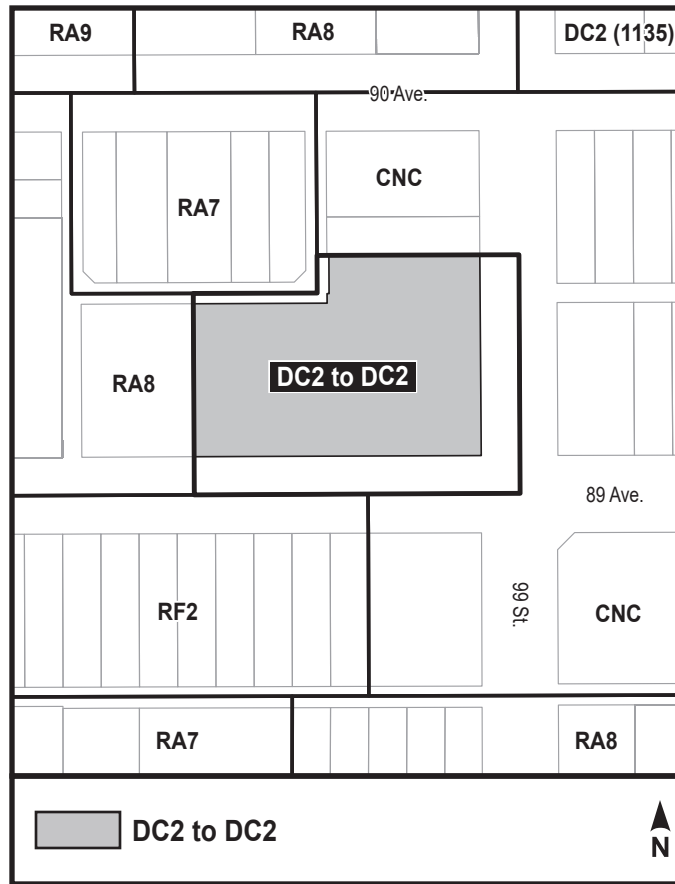 RA9
RA8
DC2 (1135)
90 Ave.
RA7
CNC
RA8
DC2 to DC2
89 Ave.
RF2
99 St.
CNC
RA7
RA8
DC2 to DC2
N